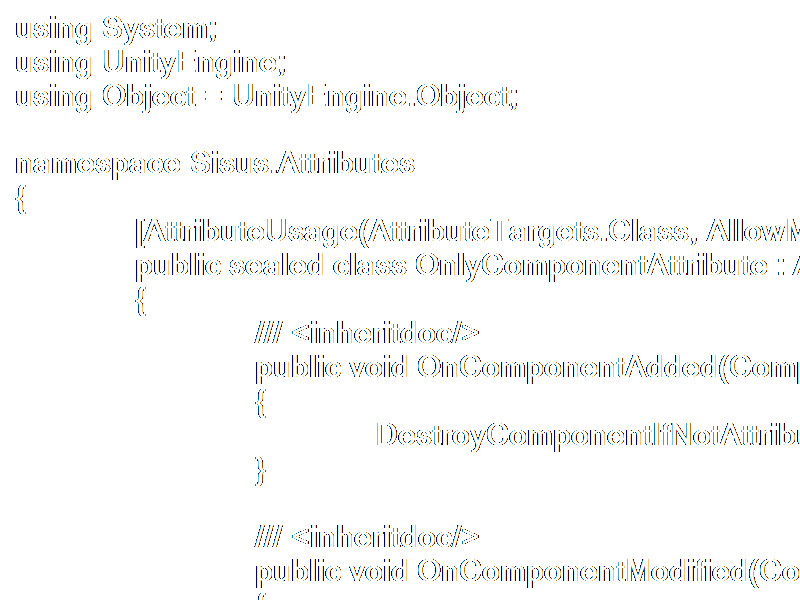 using System;
using UnityEngine;
using Object = UnityEngine.Object;

namespace Sisus.Attributes
{
[AttributeUsage(AttributeTargets.Class, AllowM
public sealed class OnlyComponentAttribute : A
{
/// <inheritdoc/>
public void OnComponentAdded(Comp
{
DestroyComponentIfNotAttribu
}

/// <inheritdoc/>
public void OnComponentModified(Co
{